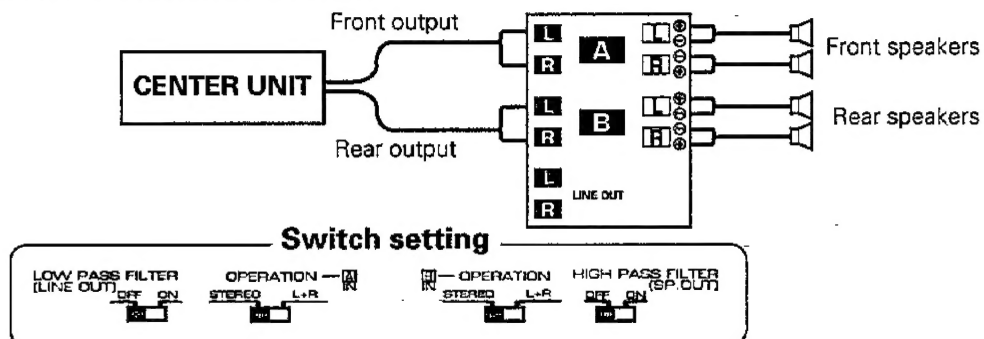 Front output
CENTER UNIT
Rear output
L
R
A
L
R
L
R
B
L
R
L
R
LINE OUT
Front speakers
Rear speakers
Switch setting
LOW PASS FILTER
[LINE OUT]
OFF ON
OPERATION — A
IN
STEREO L+R
B — OPERATION
IN
STEREO L+R
HIGH PASS FILTER
(SP.OUT)
OFF ON